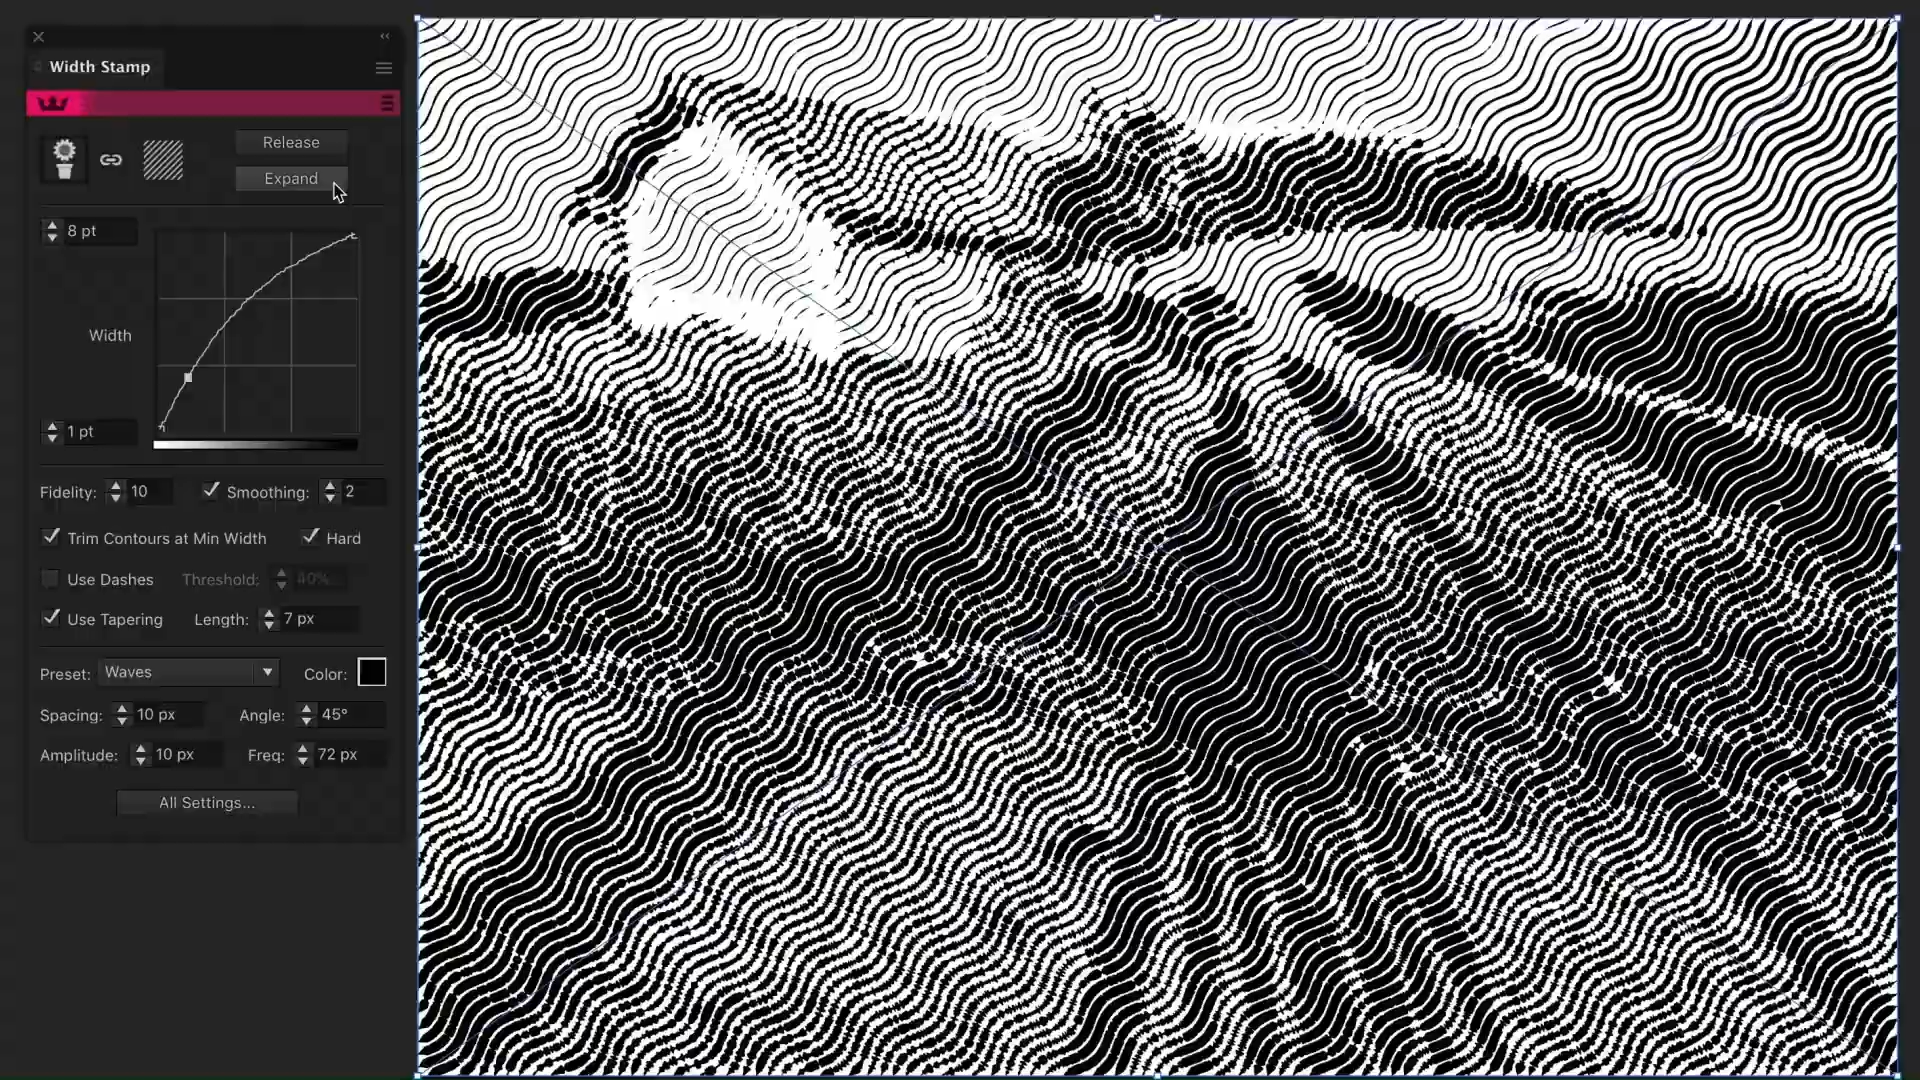 Width Stamp
Release
Expand
8 pt
Width
1 pt
Fidelity: 10 Smoothing: 2
Trim Contours at Min Width Hard
Use Dashes Threshold: 40%
Use Tapering Length: 7 px
Preset: Waves Color:
Spacing: 10 px Angle: 45°
Amplitude: 10 px Freq: 72 px
All Settings...